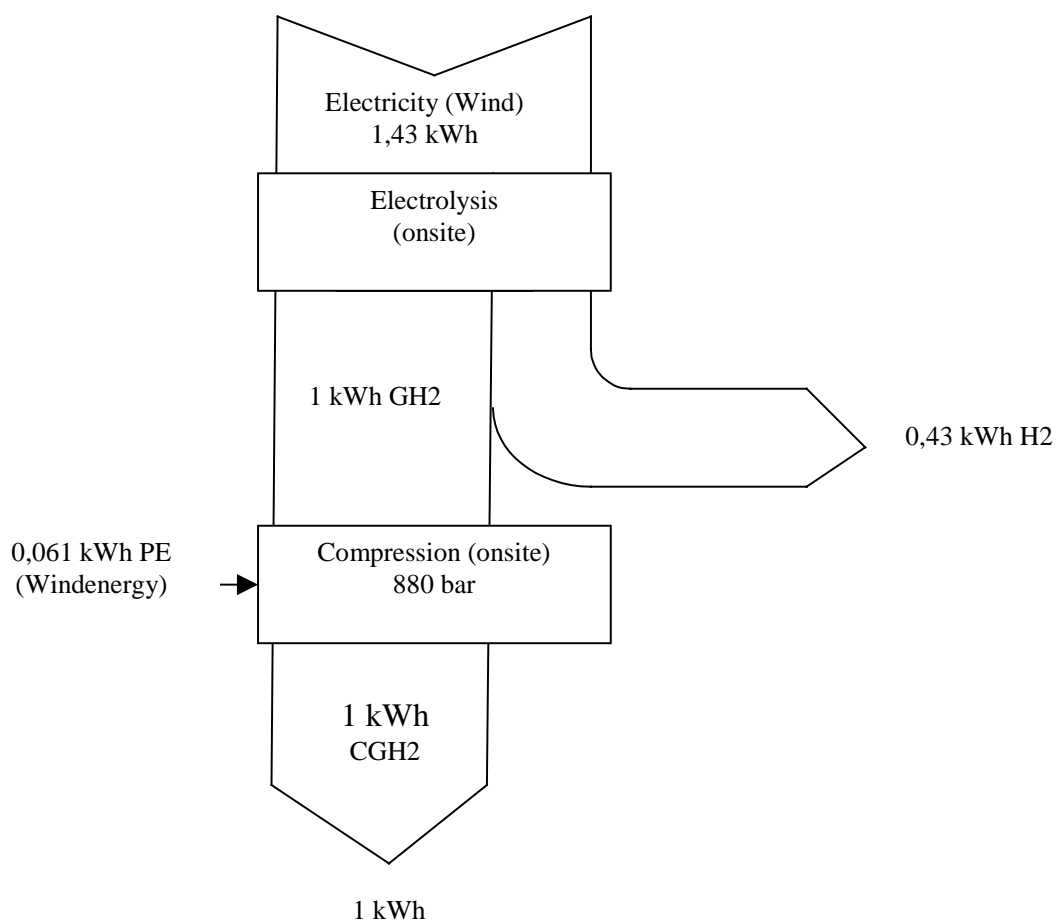 Electricity (Wind)
1,43 kWh
Electrolysis
(onsite)
1 kWh GH2
0,43 kWh H2
0,061 kWh PE
(Windenergy)
Compression (onsite)
880 bar
1 kWh
CGH2
1 kWh